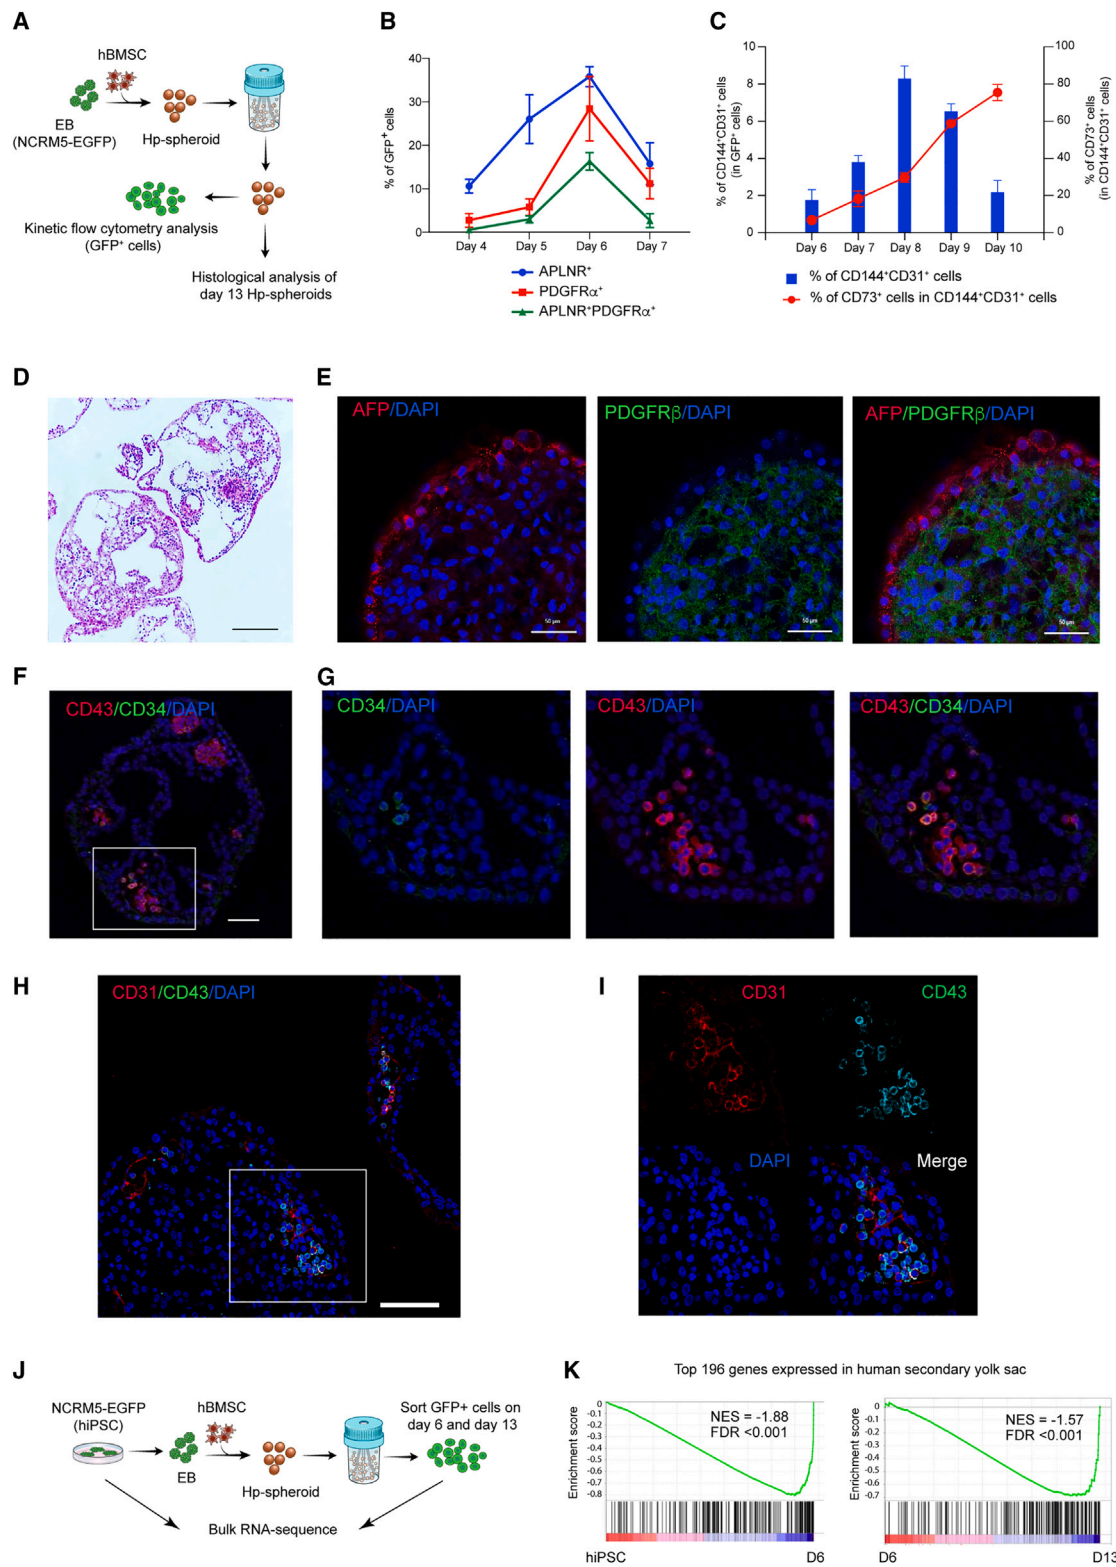 A
hBMSC
EB
(NCRM5-EGFP)
Hp-spheroid
Kinetic flow cytometry analysis
(GFP⁺ cells)
Histological analysis of
day 13 Hp-spheroids
B
% of GFP⁺ cells
40
30
20
10
0
Day 4 Day 5 Day 6 Day 7
APLNR⁺
PDGFRα⁺
APLNR⁺PDGFRα⁺
C
% of CD144⁺CD31⁺ cells
(in GFP⁺ cells)
10
8
6
4
2
0
100
80
60
40
20
0
% of CD73⁺ cells
(in CD144⁺CD31⁺ cells)
Day 6 Day 7 Day 8 Day 9 Day 10
% of CD144⁺CD31⁺ cells
% of CD73⁺ cells in CD144⁺CD31⁺ cells
D
E
AFP/DAPI
50 µm
PDGFRβ/DAPI
50 µm
AFP/PDGFRβ/DAPI
50 µm
F
CD43/CD34/DAPI
G
CD34/DAPI
CD43/DAPI
CD43/CD34/DAPI
H
CD31/CD43/DAPI
I
CD31
CD43
DAPI
Merge
J
NCRM5-EGFP
(hiPSC)
hBMSC
EB
Hp-spheroid
Sort GFP+ cells on
day 6 and day 13
Bulk RNA-sequence
K
Top 196 genes expressed in human secondary yolk sac
Enrichment score
0
-0.1
-0.2
-0.3
-0.4
-0.5
-0.6
-0.7
-0.8
NES = -1.88
FDR <0.001
hiPSC D6
Enrichment score
0
-0.1
-0.2
-0.3
-0.4
-0.5
-0.6
-0.7
NES = -1.57
FDR <0.001
D6 D13